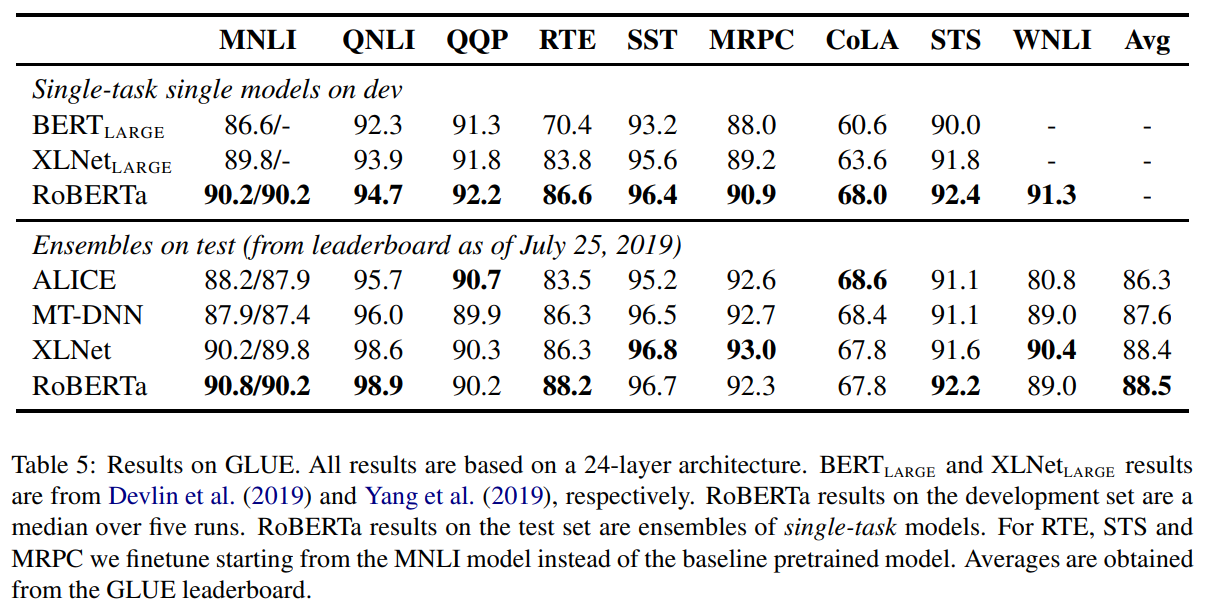 MNLI QNLI QQP RTE SST MRPC CoLA STS WNLI Avg
Single-task single models on dev
BERTLARGE 86.6/- 92.3 91.3 70.4 93.2 88.0 60.6 90.0 - -
XLNetLARGE 89.8/- 93.9 91.8 83.8 95.6 89.2 63.6 91.8 - -
RoBERTa 90.2/90.2 94.7 92.2 86.6 96.4 90.9 68.0 92.4 91.3 -
Ensembles on test (from leaderboard as of July 25, 2019)
ALICE 88.2/87.9 95.7 90.7 83.5 95.2 92.6 68.6 91.1 80.8 86.3
MT-DNN 87.9/87.4 96.0 89.9 86.3 96.5 92.7 68.4 91.1 89.0 87.6
XLNet 90.2/89.8 98.6 90.3 86.3 96.8 93.0 67.8 91.6 90.4 88.4
RoBERTa 90.8/90.2 98.9 90.2 88.2 96.7 92.3 67.8 92.2 89.0 88.5
Table 5: Results on GLUE. All results are based on a 24-layer architecture. BERTLARGE and XLNetLARGE results
are from Devlin et al. (2019) and Yang et al. (2019), respectively. RoBERTa results on the development set are a
median over five runs. RoBERTa results on the test set are ensembles of single-task models. For RTE, STS and
MRPC we finetune starting from the MNLI model instead of the baseline pretrained model. Averages are obtained
from the GLUE leaderboard.